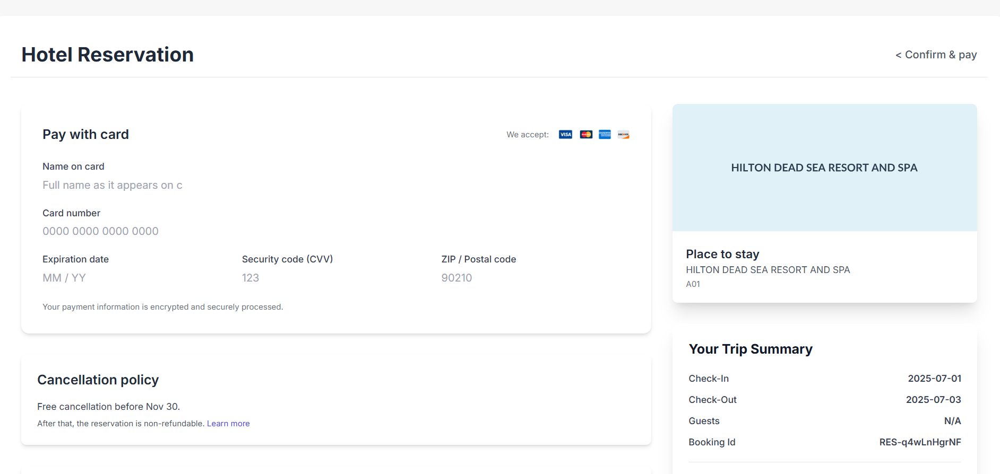 Hotel Reservation
< Confirm & pay
Pay with card
We accept: VISA
DISCOVER
Name on card
Full name as it appears on c
Card number
0000 0000 0000 0000
Expiration date
Security code (CVV)
ZIP / Postal code
MM / YY
123
90210
Your payment information is encrypted and securely processed.
Cancellation policy
Free cancellation before Nov 30.
After that, the reservation is non-refundable. Learn more
HILTON DEAD SEA RESORT AND SPA
Place to stay
HILTON DEAD SEA RESORT AND SPA
A01
Your Trip Summary
Check-In 2025-07-01
Check-Out 2025-07-03
Guests N/A
Booking Id RES-q4wLnHgrNF